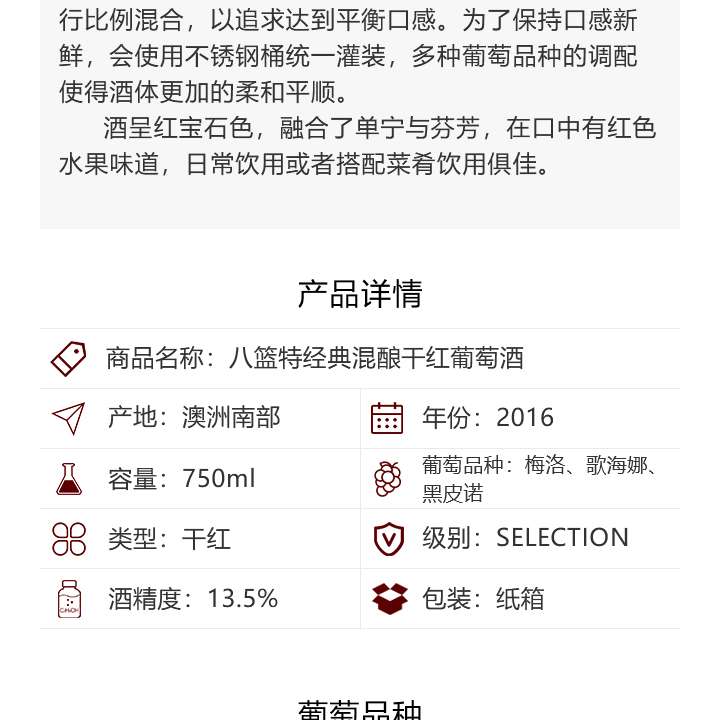 行比例混合，以追求达到平衡口感。为了保持口感新
鲜，会使用不锈钢桶统一灌装，多种葡萄品种的调配
使得酒体更加的柔和平顺。
酒呈红宝石色，融合了单宁与芬芳，在口中有红色
水果味道，日常饮用或者搭配菜肴饮用俱佳。
产品详情
商品名称：八篮特经典混酿干红葡萄酒
产地：澳洲南部
年份：2016
容量：750ml
葡萄品种：梅洛、歌海娜、
黑皮诺
类型：干红
级别：SELECTION
酒精度：13.5%
包装：纸箱
C₂H₅OH
葡萄品种